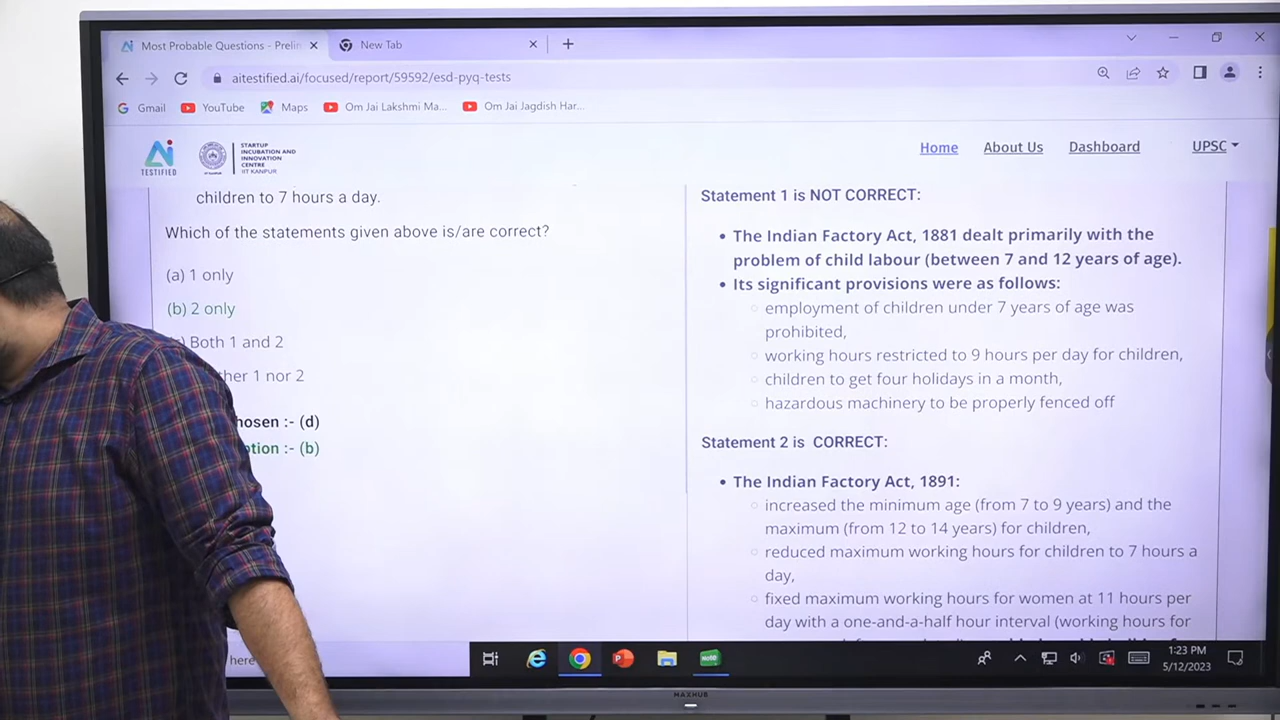 Most Probable Questions - Prelin
New Tab
aitestified.ai/focused/report/59592/esd-pyq-tests
Gmail
YouTube
Maps
Om Jai Lakshmi Ma...
Om Jai Jagdish Har...
TESTIFIED
STARTUP
INCUBATION AND
INNOVATION
CENTRE
IIT KANPUR
Home
About Us
Dashboard
UPSC
children to 7 hours a day.
Which of the statements given above is/are correct?
(a) 1 only
(b) 2 only
Both 1 and 2
her 1 nor 2
hosen :- (d)
otion :- (b)
Statement 1 is NOT CORRECT:
• The Indian Factory Act, 1881 dealt primarily with the
problem of child labour (between 7 and 12 years of age).
• Its significant provisions were as follows:
employment of children under 7 years of age was
prohibited,
working hours restricted to 9 hours per day for children,
children to get four holidays in a month,
hazardous machinery to be properly fenced off
Statement 2 is CORRECT:
• The Indian Factory Act, 1891:
increased the minimum age (from 7 to 9 years) and the
maximum (from 12 to 14 years) for children,
reduced maximum working hours for children to 7 hours a
day,
fixed maximum working hours for women at 11 hours per
day with a one-and-a-half hour interval (working hours for
here
1:23 PM
5/12/2023
MAXHUB